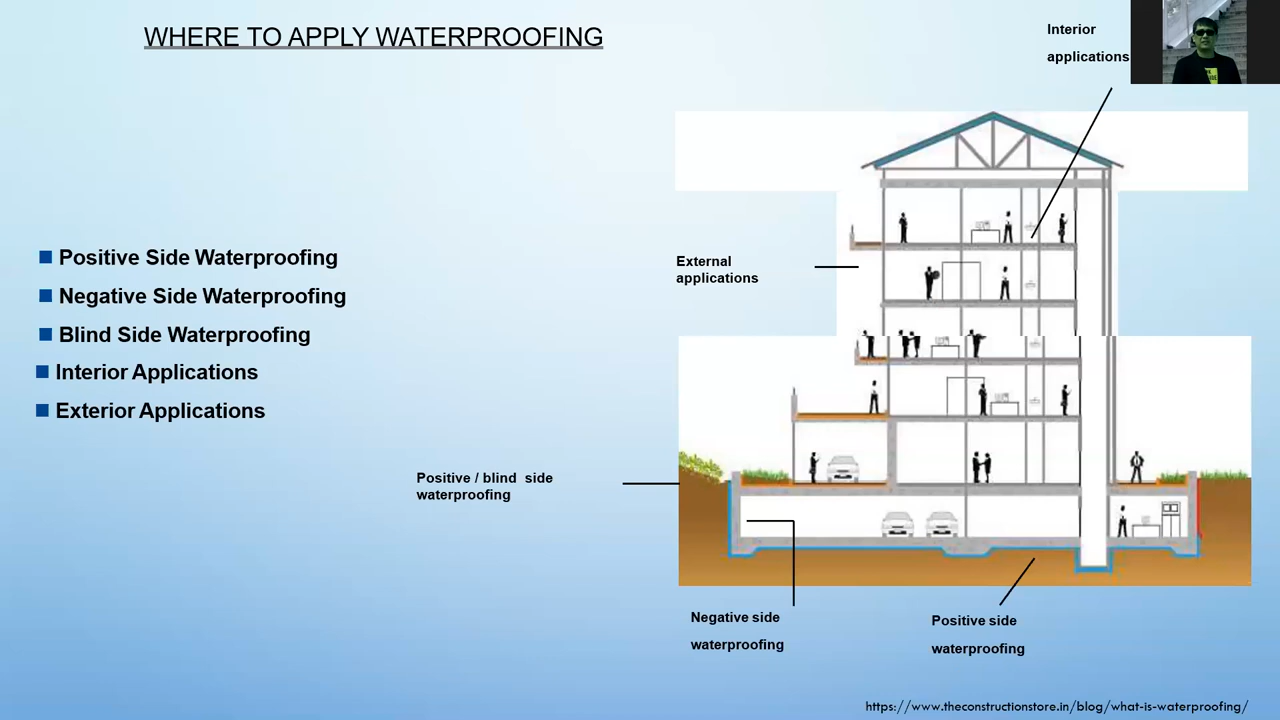 WHERE TO APPLY WATERPROOFING
Interior
applications
Positive Side Waterproofing
Negative Side Waterproofing
Blind Side Waterproofing
Interior Applications
Exterior Applications
External
applications
Positive / blind side
waterproofing
Negative side
waterproofing
Positive side
waterproofing
https://www.theconstructionstore.in/blog/what-is-waterproofing/